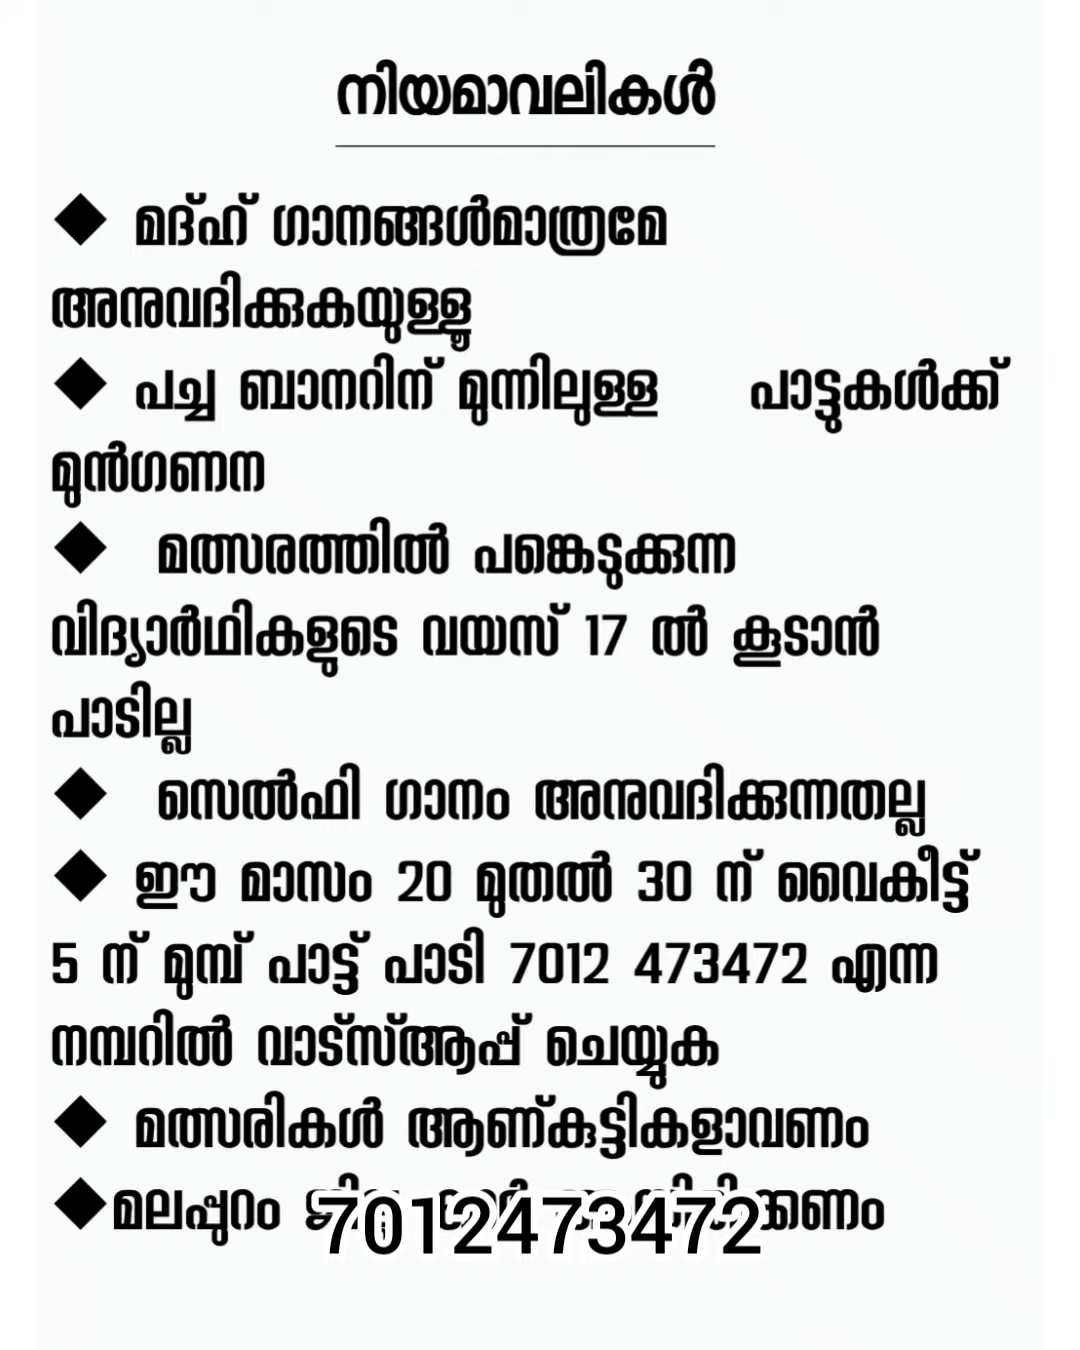 നിയമാവലികൾ
◆ മദ്ഹ് ഗാനങ്ങൾമാത്രമേ
അനുവദിക്കുകയുള്ളൂ
◆ പച്ച ബാനറിന് മുന്നിലുള്ള പാട്ടുകൾക്ക്
മുൻഗണന
◆ മത്സരത്തിൽ പങ്കെടുക്കുന്ന
വിദ്യാർഥികളുടെ വയസ് 17 ൽ കൂടാൻ
പാടില്ല
◆ സെൽഫി ഗാനം അനുവദിക്കുന്നതല്ല
◆ ഈ മാസം 20 മുതൽ 30 ന് വൈകീട്ട്
5 ന് മുമ്പ് പാട്ട് പാടി 7012 473472 എന്ന
നമ്പറിൽ വാട്സ്ആപ്പ് ചെയ്യുക
◆ മത്സരികൾ ആണ്കുട്ടികളാവണം
◆മലപ്പുറം
7012473472